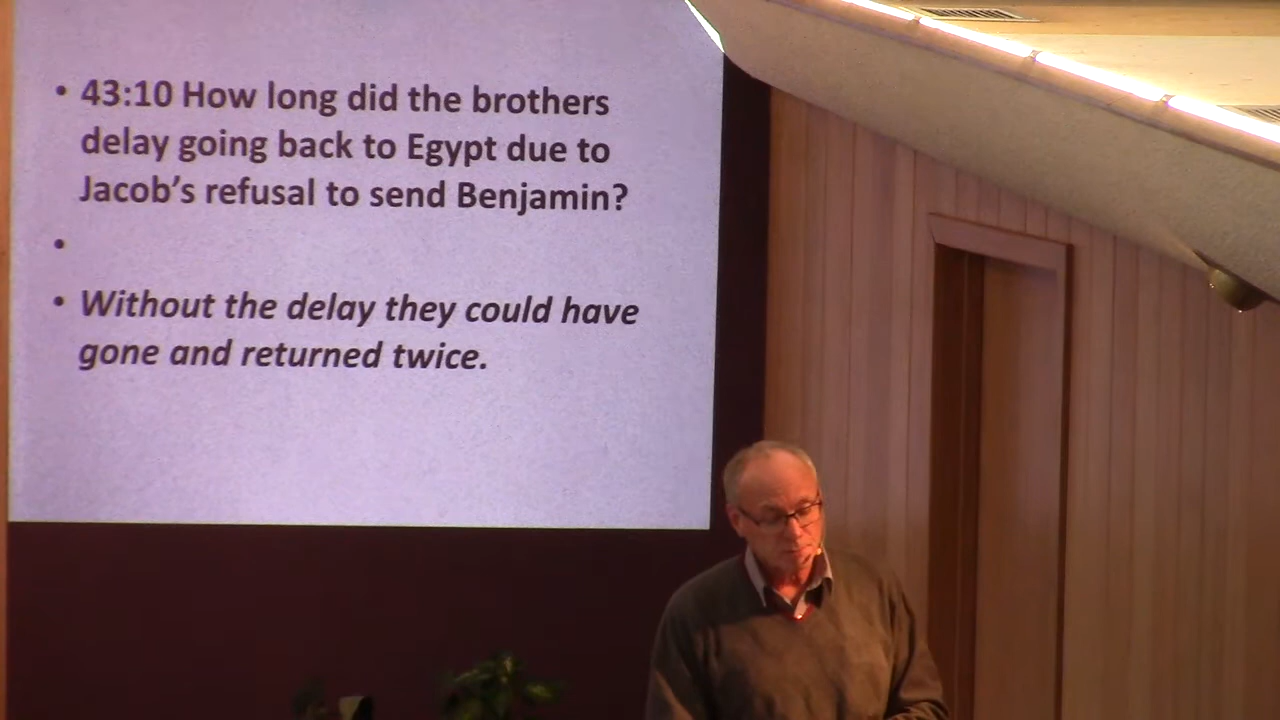 • 43:10 How long did the brothers
delay going back to Egypt due to
Jacob’s refusal to send Benjamin?
•
• Without the delay they could have
gone and returned twice.